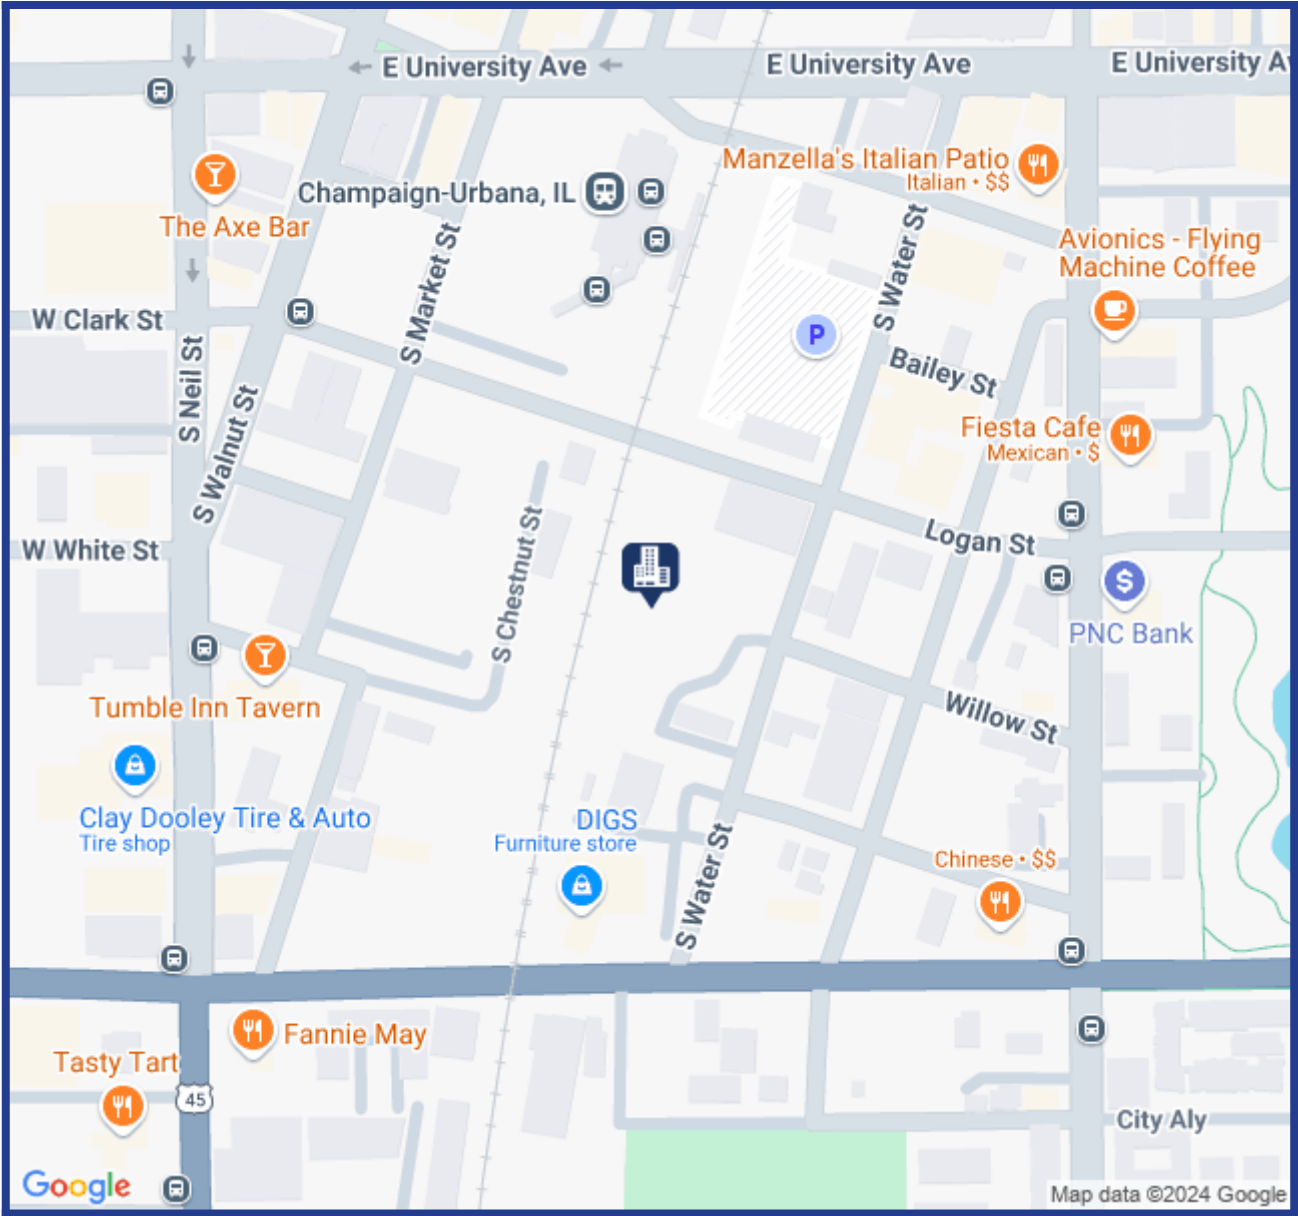 E University Ave
E University Ave
E University Av
Manzella's Italian Patio
Italian • $$
Champaign-Urbana, IL
The Axe Bar
S Market St
S Water St
Avionics - Flying
Machine Coffee
W Clark St
S Neil St
P
Bailey St
S Walnut St
Fiesta Cafe
Mexican • $
S Chestnut St
Logan St
W White St
$
PNC Bank
Tumble Inn Tavern
Willow St
Clay Dooley Tire & Auto
Tire shop
DIGS
Furniture store
S Water St
Chinese • $$
Fannie May
Tasty Tart
45
City Aly
Google
Map data ©2024 Google